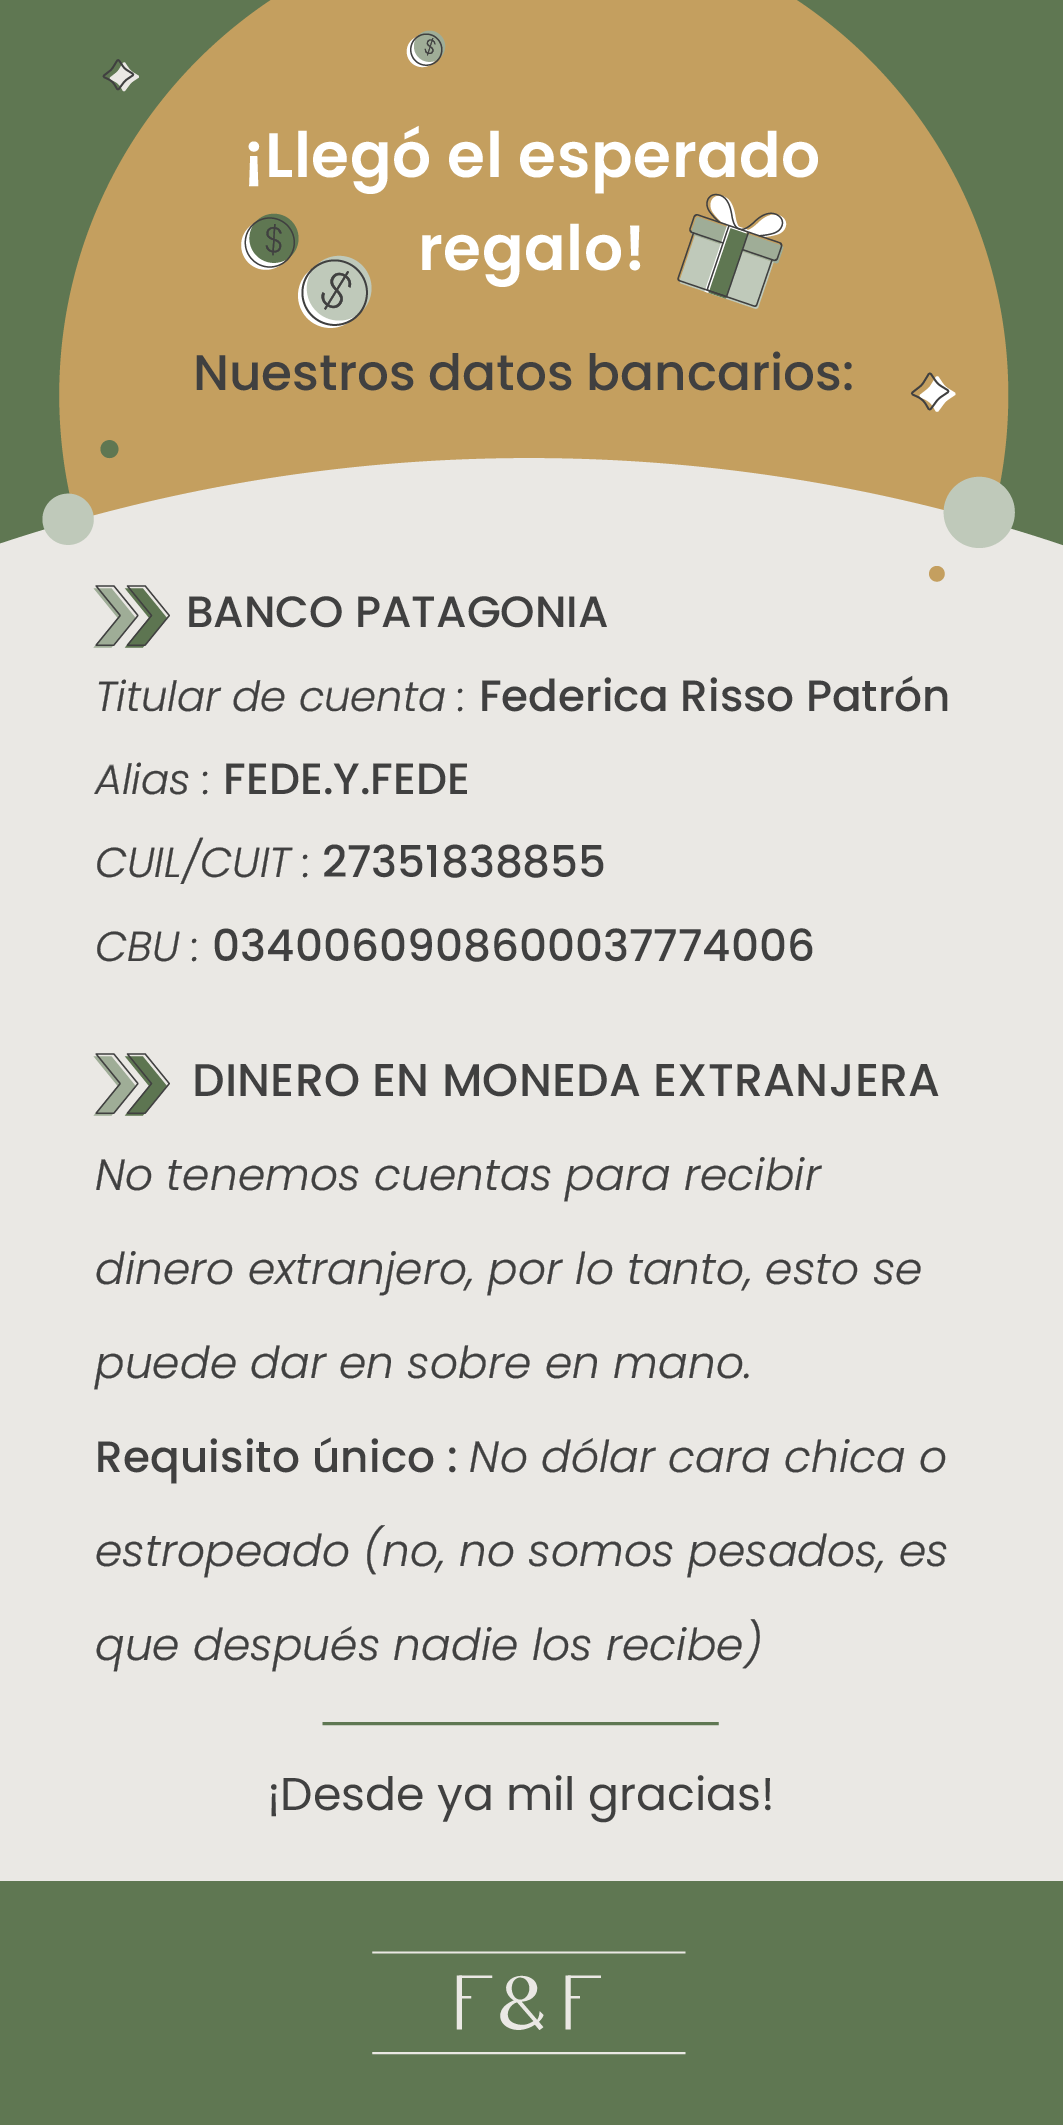 ¡Llegó el esperado
regalo!
Nuestros datos bancarios:
BANCO PATAGONIA
Titular de cuenta : Federica Risso Patrón
Alias : FEDE.Y.FEDE
CUIL/CUIT : 27351838855
CBU : 0340060908600037774006
DINERO EN MONEDA EXTRANJERA
No tenemos cuentas para recibir
dinero extranjero, por lo tanto, esto se
puede dar en sobre en mano.
Requisito único : No dólar cara chica o
estropeado (no, no somos pesados, es
que después nadie los recibe)
¡Desde ya mil gracias!
F&F